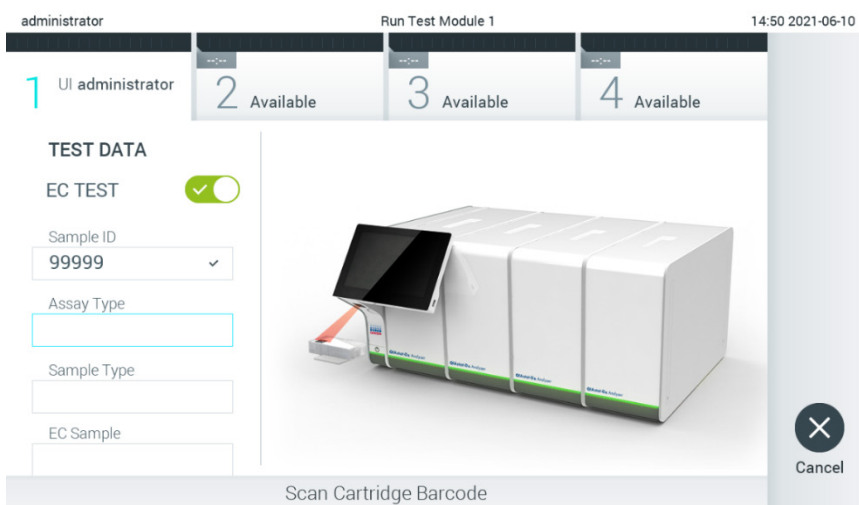 administrator Run Test Module 1 14:50 2021-06-10
--:-- --:-- --:--
1 UI administrator 2 Available 3 Available 4 Available
TEST DATA
EC TEST
Sample ID
99999
Assay Type
Sample Type
EC Sample
Cancel
Scan Cartridge Barcode